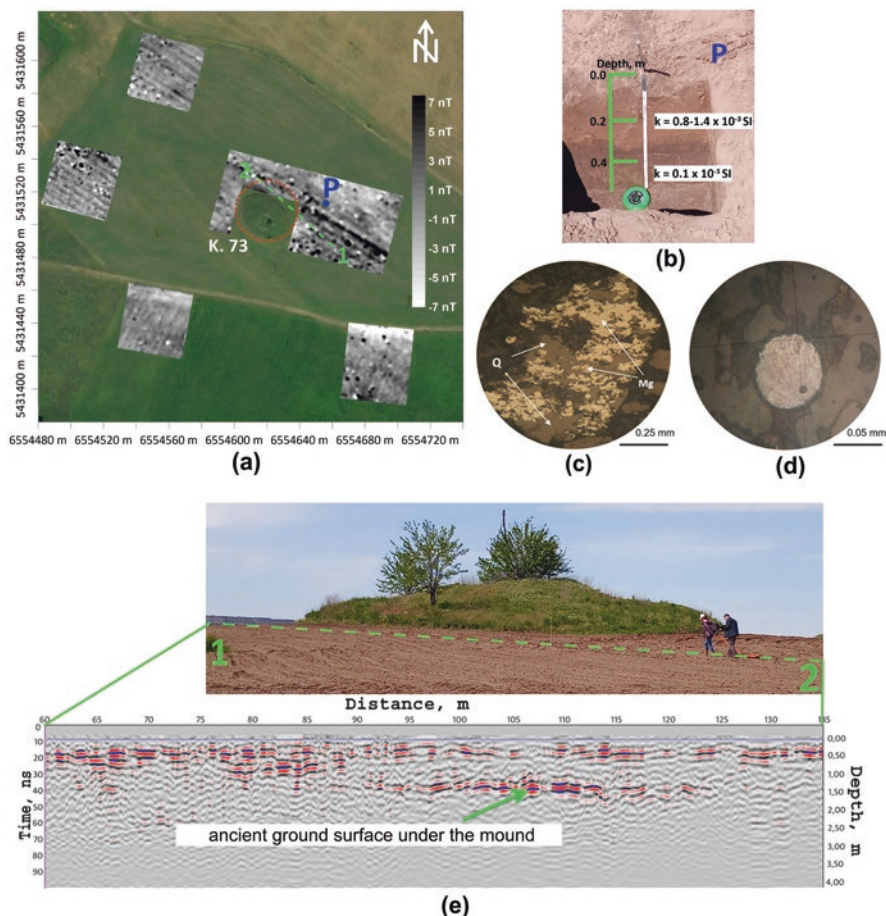 5431600
5431560
5431520
5431480
5431440
5431400 m
6554480 m 6554520 m 6554560 m 6554600 m 6554640 m 6554680 m 6554720 m
N
7 nT
5 nT
3 nT
1 nT
-1 nT
-3 nT
-5 nT
-7 nT
2
P
1
K. 73
(a)
P
Depth, m
0.0
0.2
0.4
k = 0.8-1.4 x 10⁻³ SI
k = 0.1 x 10⁻³ SI
(b)
Q
Mg
0.25 mm
(c)
0.05 mm
(d)
1
2
Distance, m
60 65 70 75 80 85 90 95 100 105 110 115 120 125 130
0
10
20
30
40
50
60
70
80
90
Time, ns
0,00
0,50
1,00
1,50
2,00
2,50
3,00
3,50
4,00
Depth, m
ancient ground surface under the mound
(e)